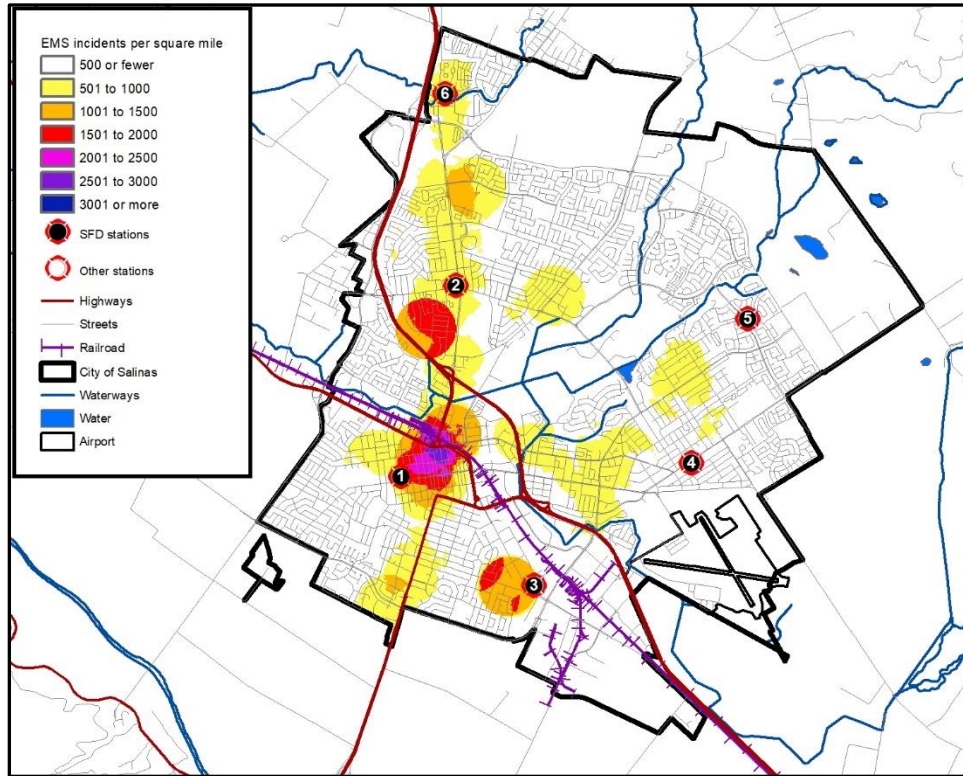 EMS incidents per square mile
500 or fewer
501 to 1000
1001 to 1500
1501 to 2000
2001 to 2500
2501 to 3000
3001 or more
SFD stations
Other stations
Highways
Streets
Railroad
City of Salinas
Waterways
Water
Airport
6
2
5
4
1
3